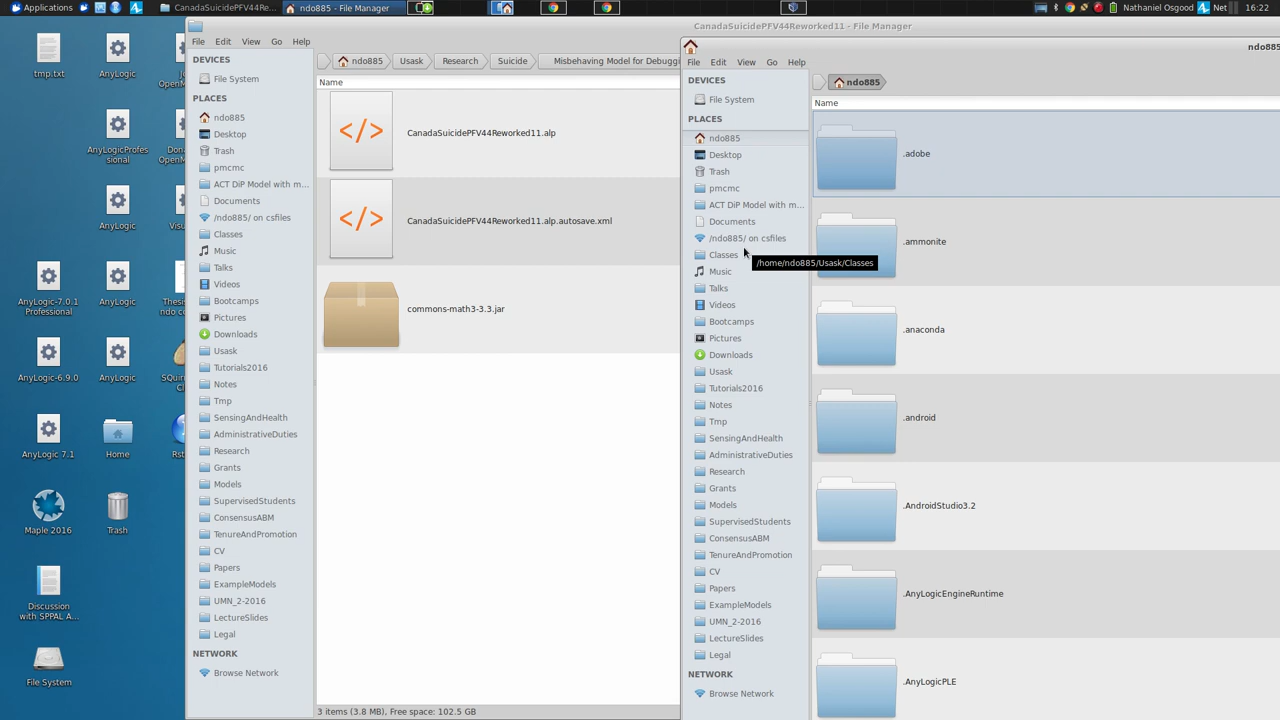 CanadaSuicidePFV44Re...
ndo885 - File Manager
Nathaniel Osgood
Net
16:22
tmp.txt
AnyLogic
AnyLogicProfes
sional
AnyLogic
AnyLogic-7.0.1
Professional
AnyLogic
Thesis
ndo co
AnyLogic-6.9.0
AnyLogic
SQuir
AnyLogic 7.1
Home
Rst
Maple 2016
Trash
Discussion
with SPPAL A...
File System
File Edit View Go Help
DEVICES
File System
PLACES
ndo885
Desktop
Trash
pmcmc
ACT DiP Model with m...
Documents
/ndo885/ on csfiles
Classes
Music
Talks
Videos
Bootcamps
Pictures
Downloads
Usask
Tutorials2016
Notes
Tmp
SensingAndHealth
AdministrativeDuties
Research
Grants
Models
SupervisedStudents
ConsensusABM
TenureAndPromotion
CV
Papers
ExampleModels
UMN_2-2016
LectureSlides
Legal
NETWORK
Browse Network
ndo885 Usask Research Suicide Misbehaving Model for Debuggi
Name
CanadaSuicidePFV44Reworked11.alp
CanadaSuicidePFV44Reworked11.alp.autosave.xml
commons-math3-3.3.jar
3 items (3.8 MB), Free space: 102.5 GB
CanadaSuicidePFV44Reworked11 - File Manager
ndo885
File Edit View Go Help
DEVICES
File System
PLACES
ndo885
Desktop
Trash
pmcmc
ACT DiP Model with m...
Documents
/ndo885/ on csfiles
Classes
/home/ndo885/Usask/Classes
Music
Talks
Videos
Bootcamps
Pictures
Downloads
Usask
Tutorials2016
Notes
Tmp
SensingAndHealth
AdministrativeDuties
Research
Grants
Models
SupervisedStudents
ConsensusABM
TenureAndPromotion
CV
Papers
ExampleModels
UMN_2-2016
LectureSlides
Legal
NETWORK
Browse Network
ndo885
Name
.adobe
.ammonite
.anaconda
.android
.AndroidStudio3.2
.AnyLogicEngineRuntime
.AnyLogicPLE